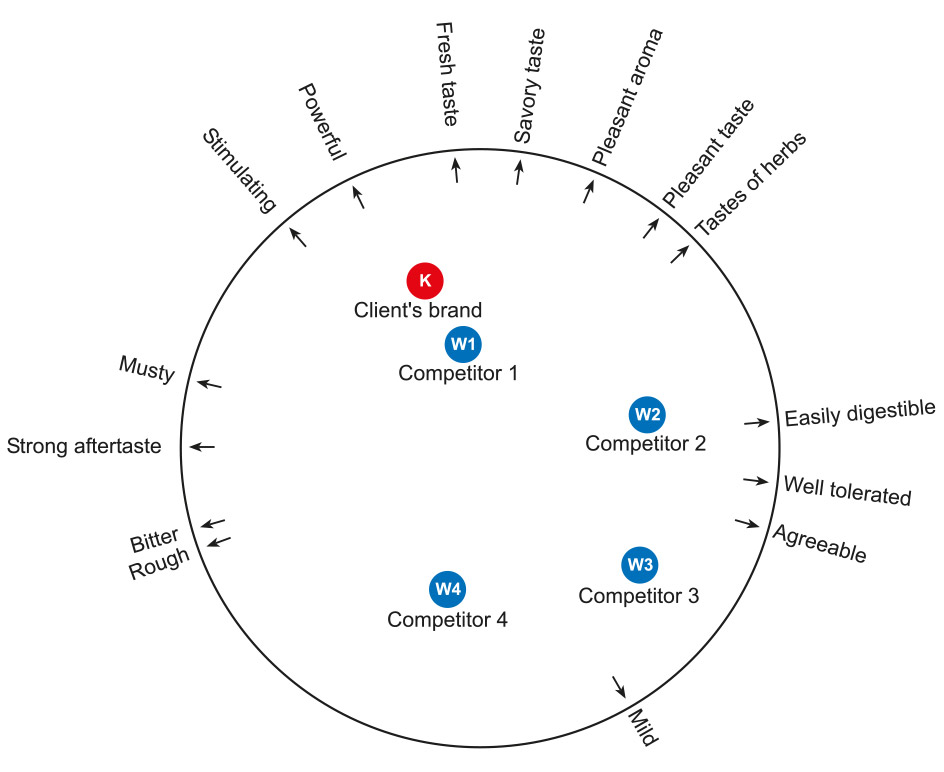 Fresh taste
Savory taste
Pleasant aroma
Powerful
Pleasant taste
Stimulating
Tastes of herbs
K
Client's brand
W1
Competitor 1
Musty
W2
Competitor 2
Easily digestible
Strong aftertaste
Well tolerated
Bitter
Agreeable
Rough
W3
Competitor 3
W4
Competitor 4
Mild